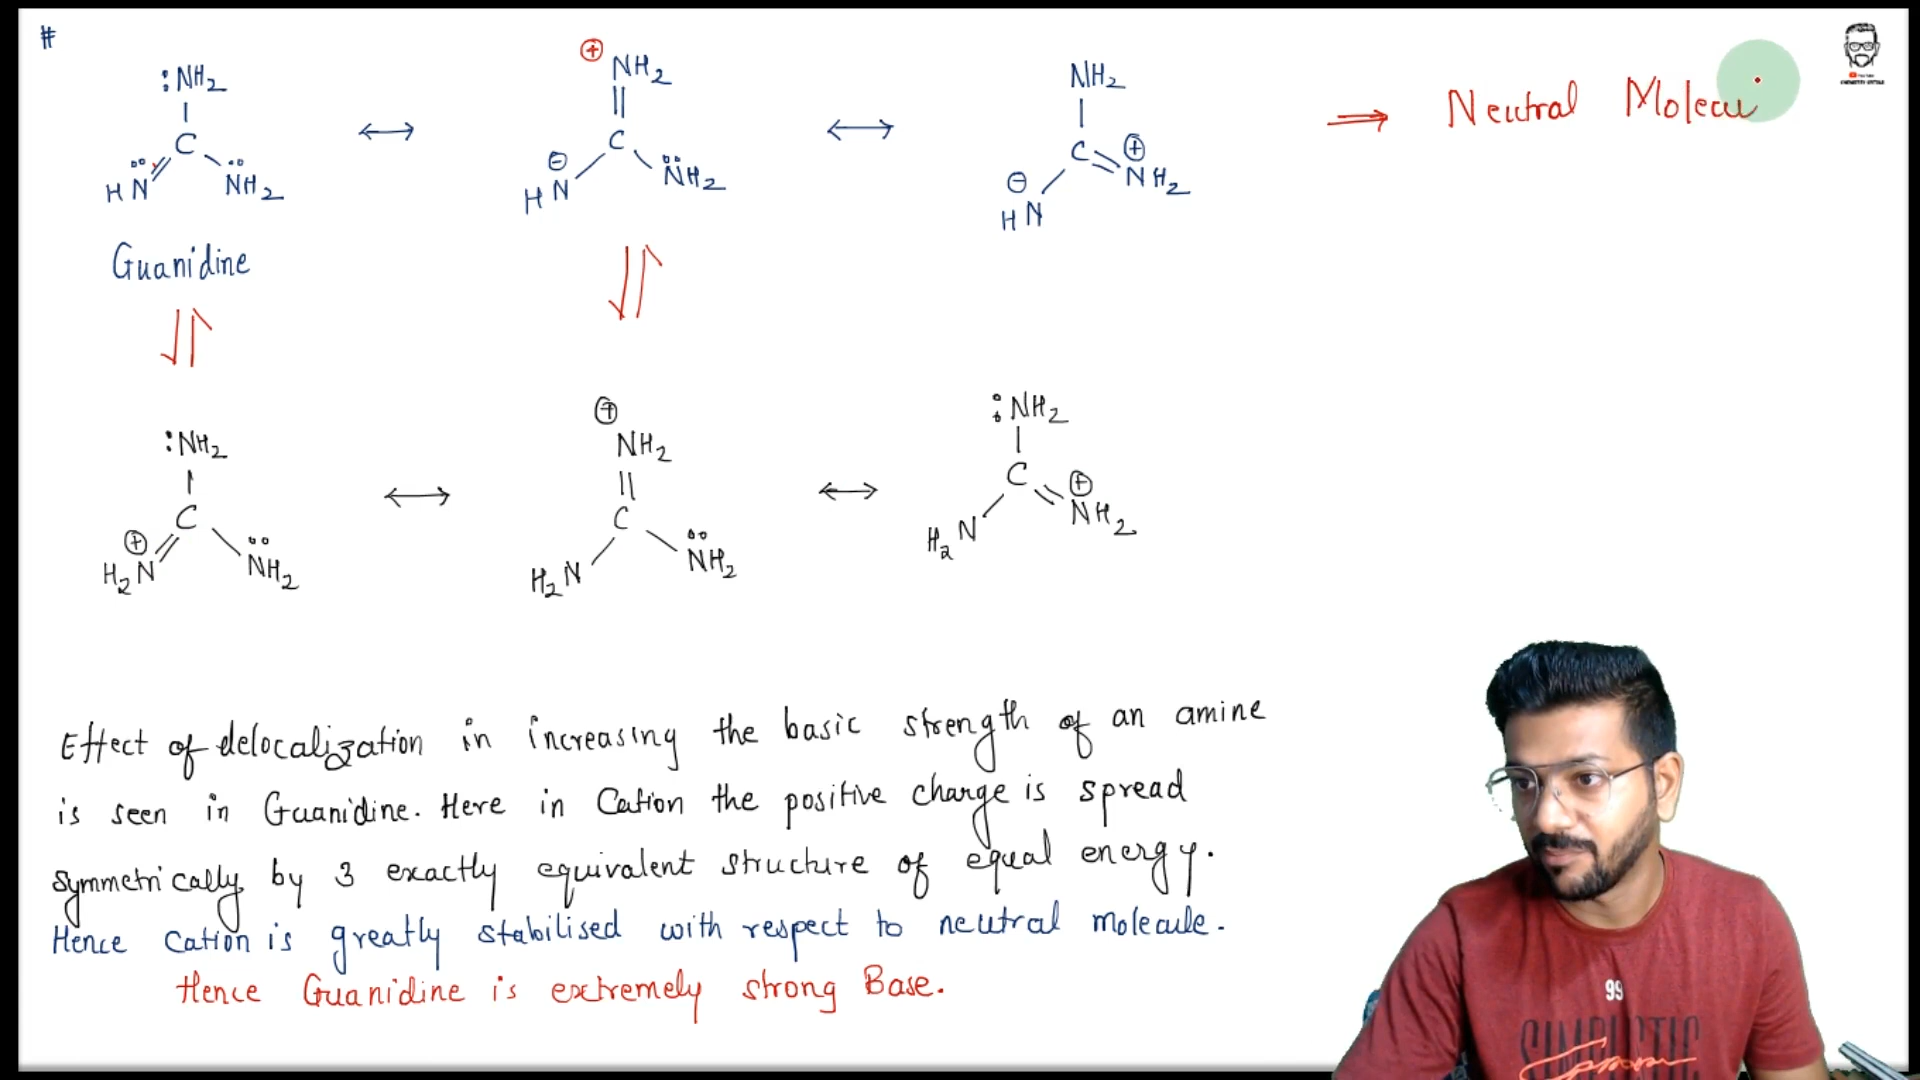 #
:NH2
C
HN
NH2
Guanidine
⊕
NH2
C
⊖
HN
NH2
NH2
C
⊕
NH2
⊖
HN
⇒ Neutral Molecu
:NH2
C
⊕
H2N
NH2
⊕
NH2
C
H2N
NH2
:NH2
C
⊕
NH2
H2N
Effect of delocalization in increasing the basic strength of an amine
is seen in Guanidine. Here in Cation the positive charge is spread
symmetrically by 3 exactly equivalent structure of equal energy.
Hence Cation is greatly stabilised with respect to neutral molecule.
Hence Guanidine is extremely strong Base.
99